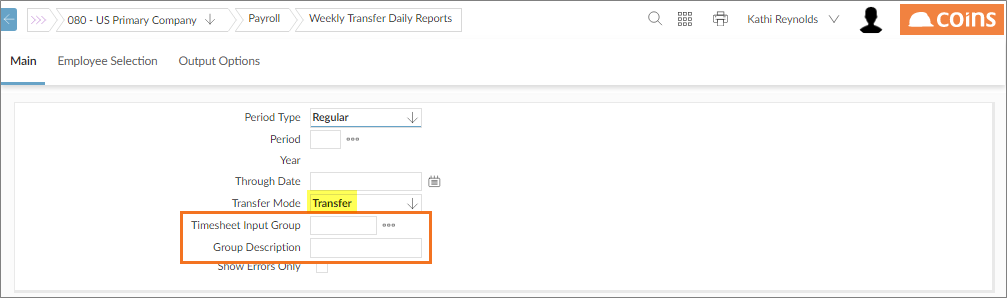 080 - US Primary Company
Payroll
Weekly Transfer Daily Reports
Kathi Reynolds
coins
Main
Employee Selection
Output Options
Period Type
Regular
Period
Year
Through Date
Transfer Mode
Transfer
Timesheet Input Group
Group Description
Show Errors Only